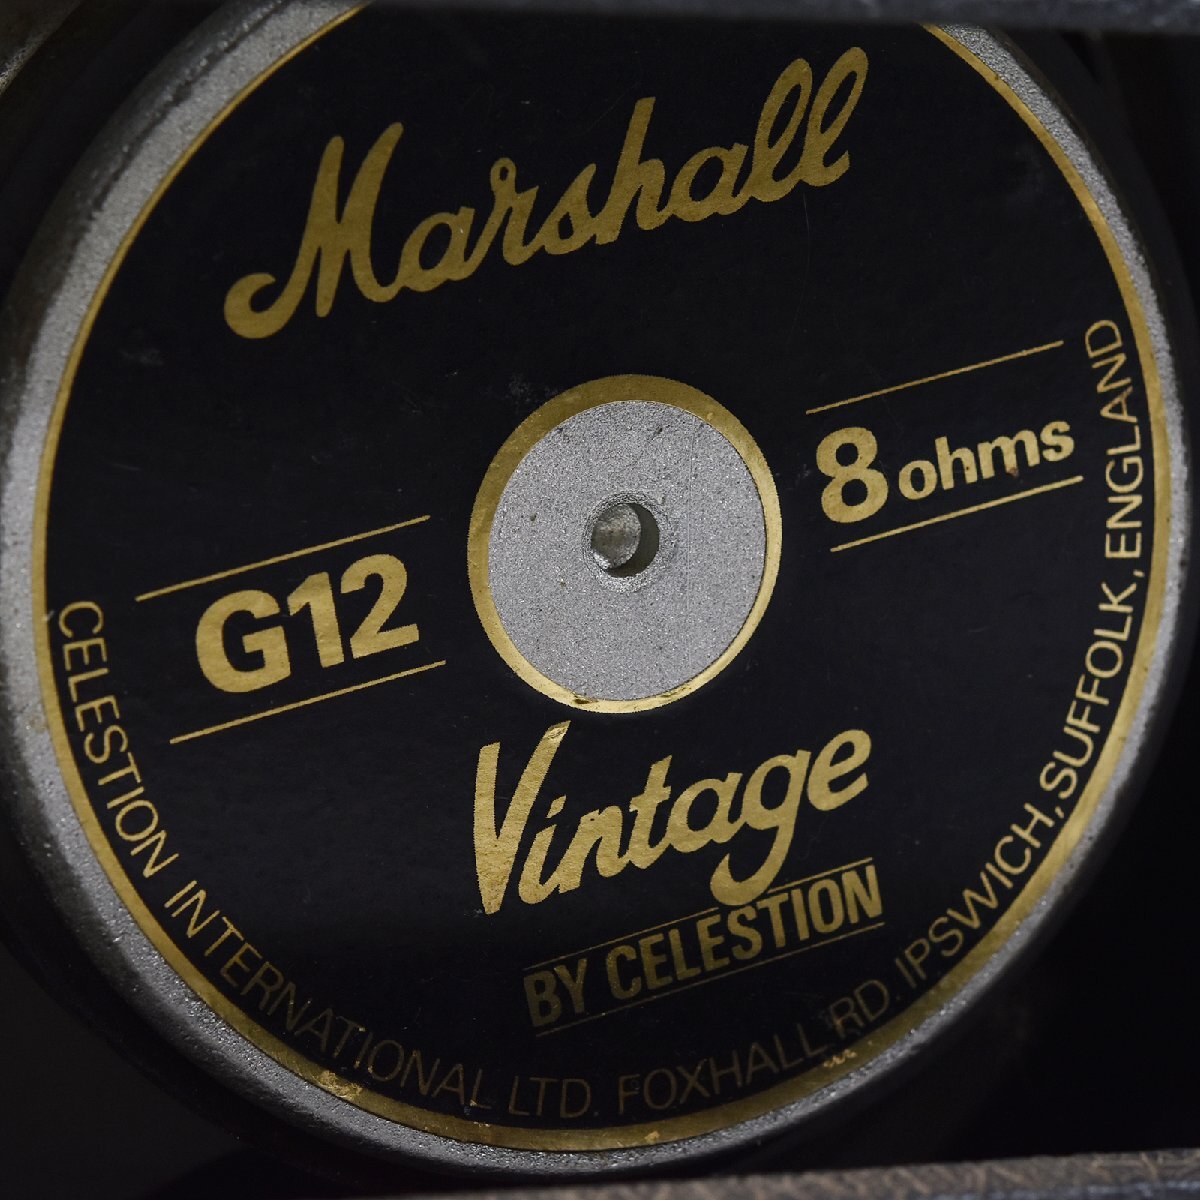 Marshall
G12
8 ohms
Vintage
BY CELESTION
CELESTION INTERNATIONAL LTD. FOXHALL RD. IPSWICH, SUFFOLK, ENGLAND